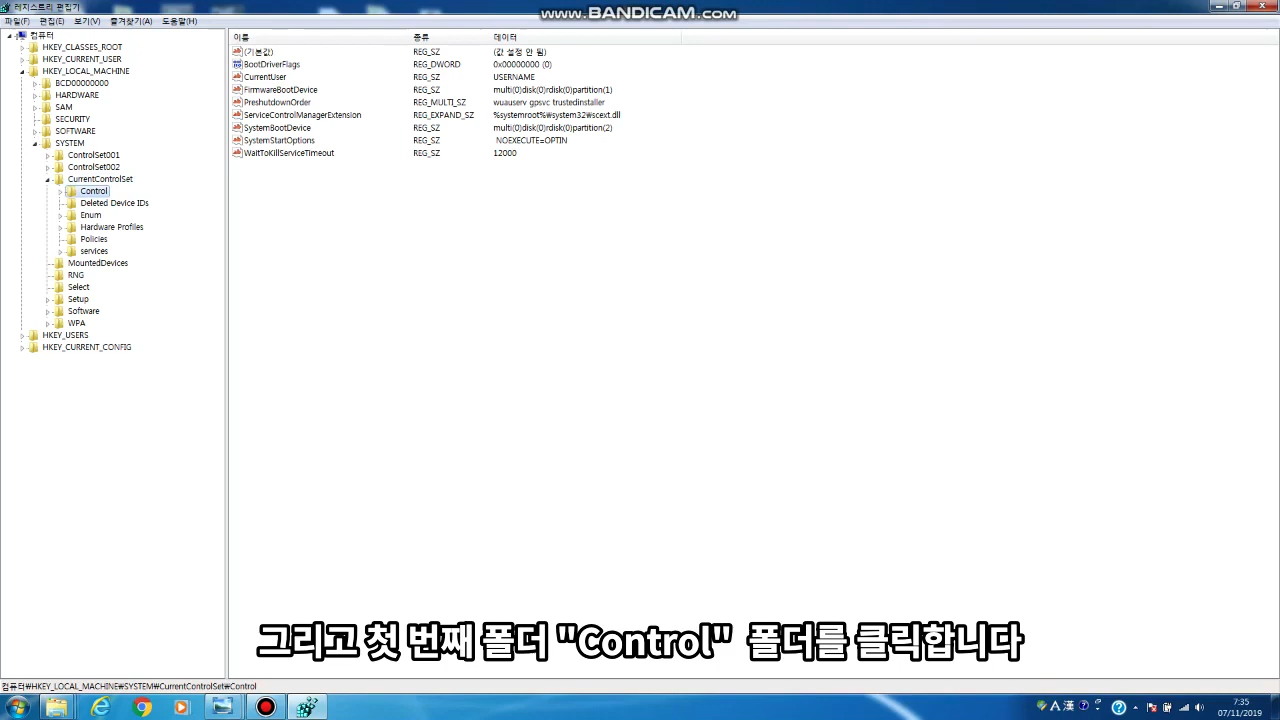 레지스트리 편집기
www.BANDICAM.com
파일(F) 편집(E) 보기(V) 즐겨찾기(A) 도움말(H)
컴퓨터
HKEY_CLASSES_ROOT
HKEY_CURRENT_USER
HKEY_LOCAL_MACHINE
BCD00000000
HARDWARE
SAM
SECURITY
SOFTWARE
SYSTEM
ControlSet001
ControlSet002
CurrentControlSet
Control
Deleted Device IDs
Enum
Hardware Profiles
Policies
services
MountedDevices
RNG
Select
Setup
Software
WPA
HKEY_USERS
HKEY_CURRENT_CONFIG
이름 종류 데이터
(기본값) REG_SZ (값 설정 안 됨)
BootDriverFlags REG_DWORD 0x00000000 (0)
CurrentUser REG_SZ USERNAME
FirmwareBootDevice REG_SZ multi(0)disk(0)rdisk(0)partition(1)
PreshutdownOrder REG_MULTI_SZ wuauserv gpsvc trustedinstaller
ServiceControlManagerExtension REG_EXPAND_SZ %systemroot%₩system32₩scext.dll
SystemBootDevice REG_SZ multi(0)disk(0)rdisk(0)partition(2)
SystemStartOptions REG_SZ NOEXECUTE=OPTIN
WaitToKillServiceTimeout REG_SZ 12000
그리고 첫 번째 폴더 "Control" 폴더를 클릭합니다
컴퓨터₩HKEY_LOCAL_MACHINE₩SYSTEM₩CurrentControlSet₩Control
A 漢
7:35
07/11/2019